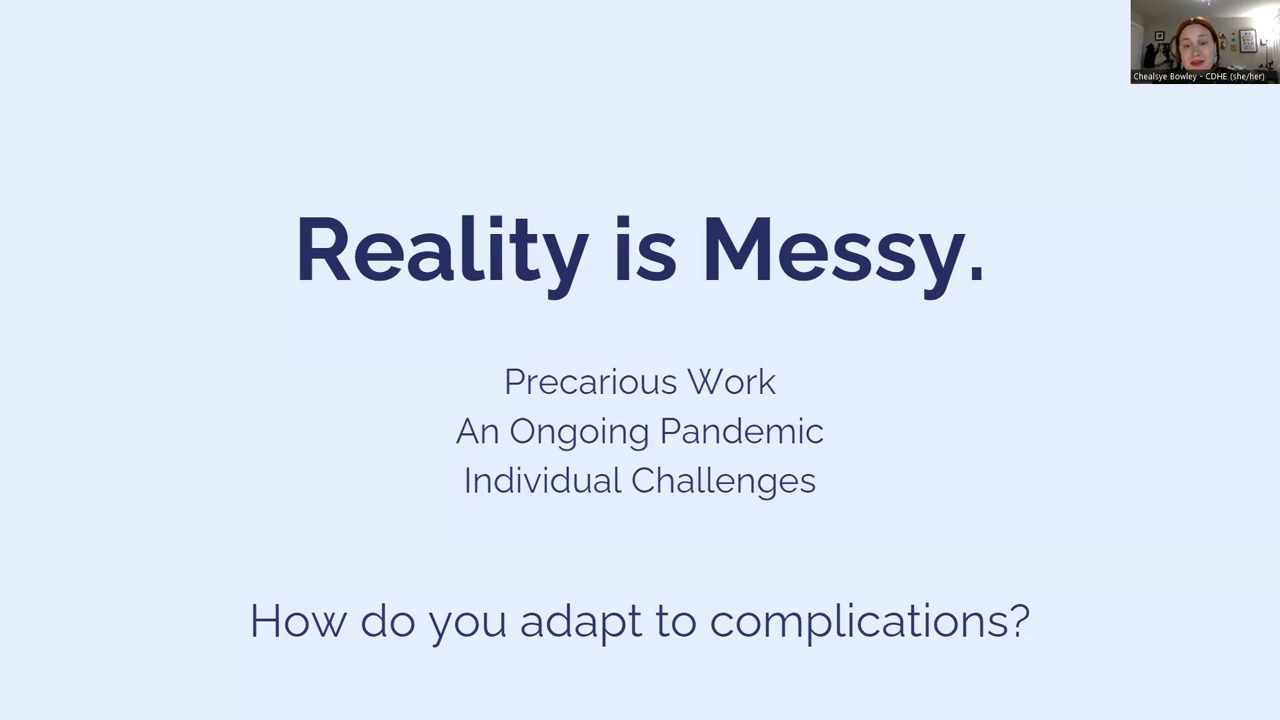 Chealsye Bowley - CDHE (she/her)
Reality is Messy.
Precarious Work
An Ongoing Pandemic
Individual Challenges
How do you adapt to complications?